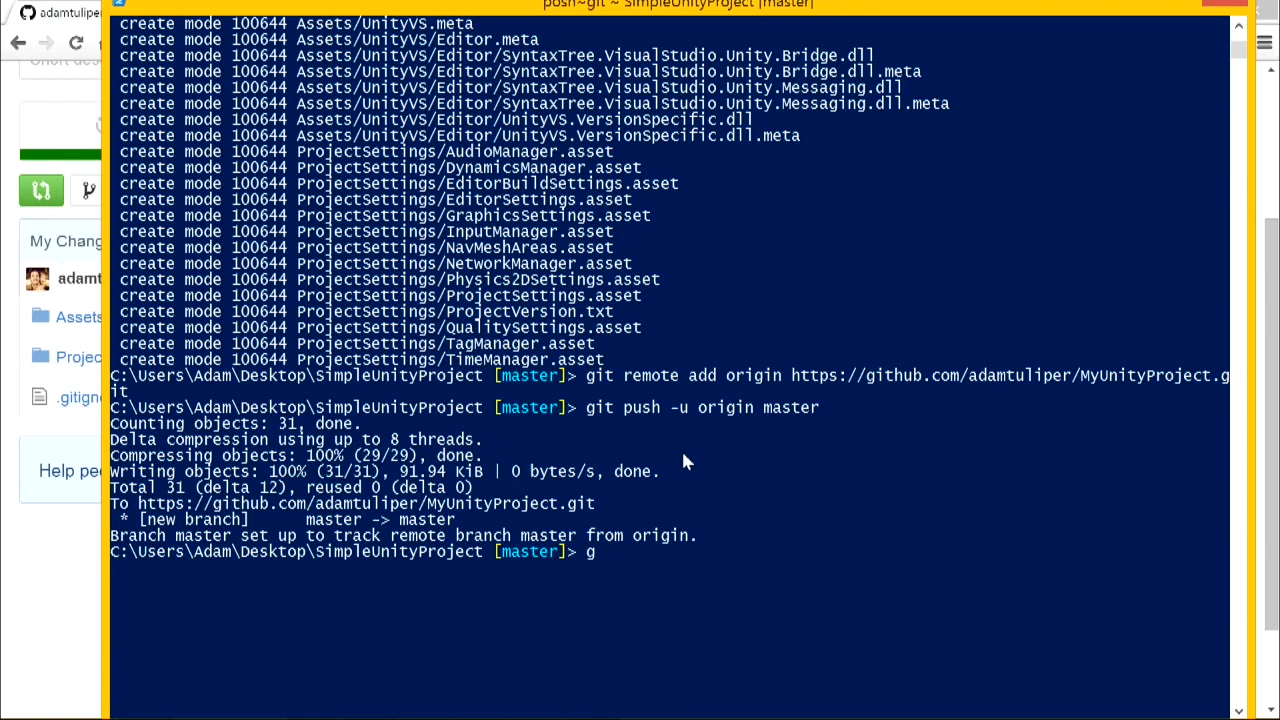 adamtuliper
posh~git ~ SimpleUnityProject [master]
create mode 100644 Assets/UnityVS.meta
create mode 100644 Assets/UnityVS/Editor.meta
create mode 100644 Assets/UnityVS/Editor/SyntaxTree.VisualStudio.Unity.Bridge.dll
create mode 100644 Assets/UnityVS/Editor/SyntaxTree.VisualStudio.Unity.Bridge.dll.meta
create mode 100644 Assets/UnityVS/Editor/SyntaxTree.VisualStudio.Unity.Messaging.dll
create mode 100644 Assets/UnityVS/Editor/SyntaxTree.VisualStudio.Unity.Messaging.dll.meta
create mode 100644 Assets/UnityVS/Editor/UnityVS.VersionSpecific.dll
create mode 100644 Assets/UnityVS/Editor/UnityVS.VersionSpecific.dll.meta
create mode 100644 ProjectSettings/AudioManager.asset
create mode 100644 ProjectSettings/DynamicsManager.asset
create mode 100644 ProjectSettings/EditorBuildSettings.asset
create mode 100644 ProjectSettings/EditorSettings.asset
create mode 100644 ProjectSettings/GraphicsSettings.asset
create mode 100644 ProjectSettings/InputManager.asset
create mode 100644 ProjectSettings/NavMeshAreas.asset
create mode 100644 ProjectSettings/NetworkManager.asset
create mode 100644 ProjectSettings/Physics2DSettings.asset
create mode 100644 ProjectSettings/ProjectSettings.asset
create mode 100644 ProjectSettings/ProjectVersion.txt
create mode 100644 ProjectSettings/QualitySettings.asset
create mode 100644 ProjectSettings/TagManager.asset
create mode 100644 ProjectSettings/TimeManager.asset
C:\Users\Adam\Desktop\SimpleUnityProject [master]> git remote add origin https://github.com/adamtuliper/MyUnityProject.g
it
C:\Users\Adam\Desktop\SimpleUnityProject [master]> git push -u origin master
Counting objects: 31, done.
Delta compression using up to 8 threads.
Compressing objects: 100% (29/29), done.
Writing objects: 100% (31/31), 91.94 KiB | 0 bytes/s, done.
Total 31 (delta 12), reused 0 (delta 0)
To https://github.com/adamtuliper/MyUnityProject.git
* [new branch] master -> master
Branch master set up to track remote branch master from origin.
C:\Users\Adam\Desktop\SimpleUnityProject [master]> g
Short des
My Chang
adamt
Assets
Projec
.gitigno
Help peo